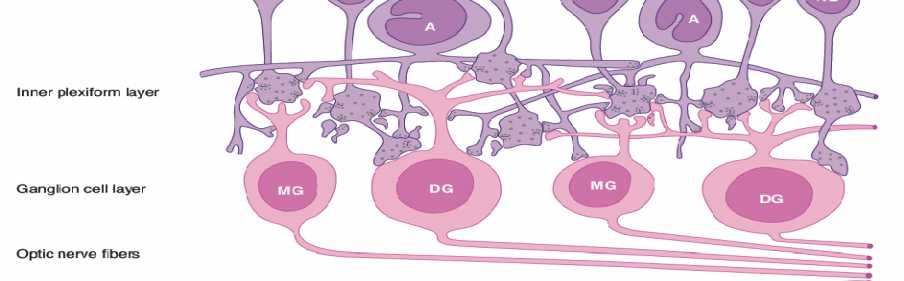 A
A
Inner plexiform layer
Ganglion cell layer
MG
DG
MG
DG
Optic nerve fibers